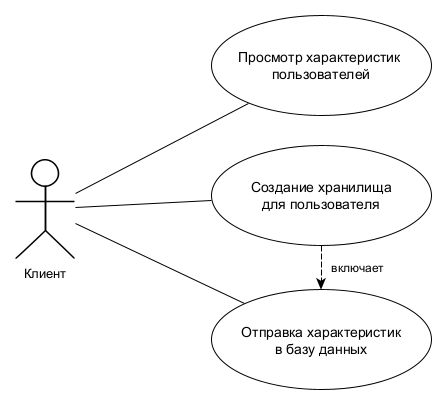 Просмотр характеристик
пользователей
Создание хранилища
для пользователя
включает
Клиент
Отправка характеристик
в базу данных